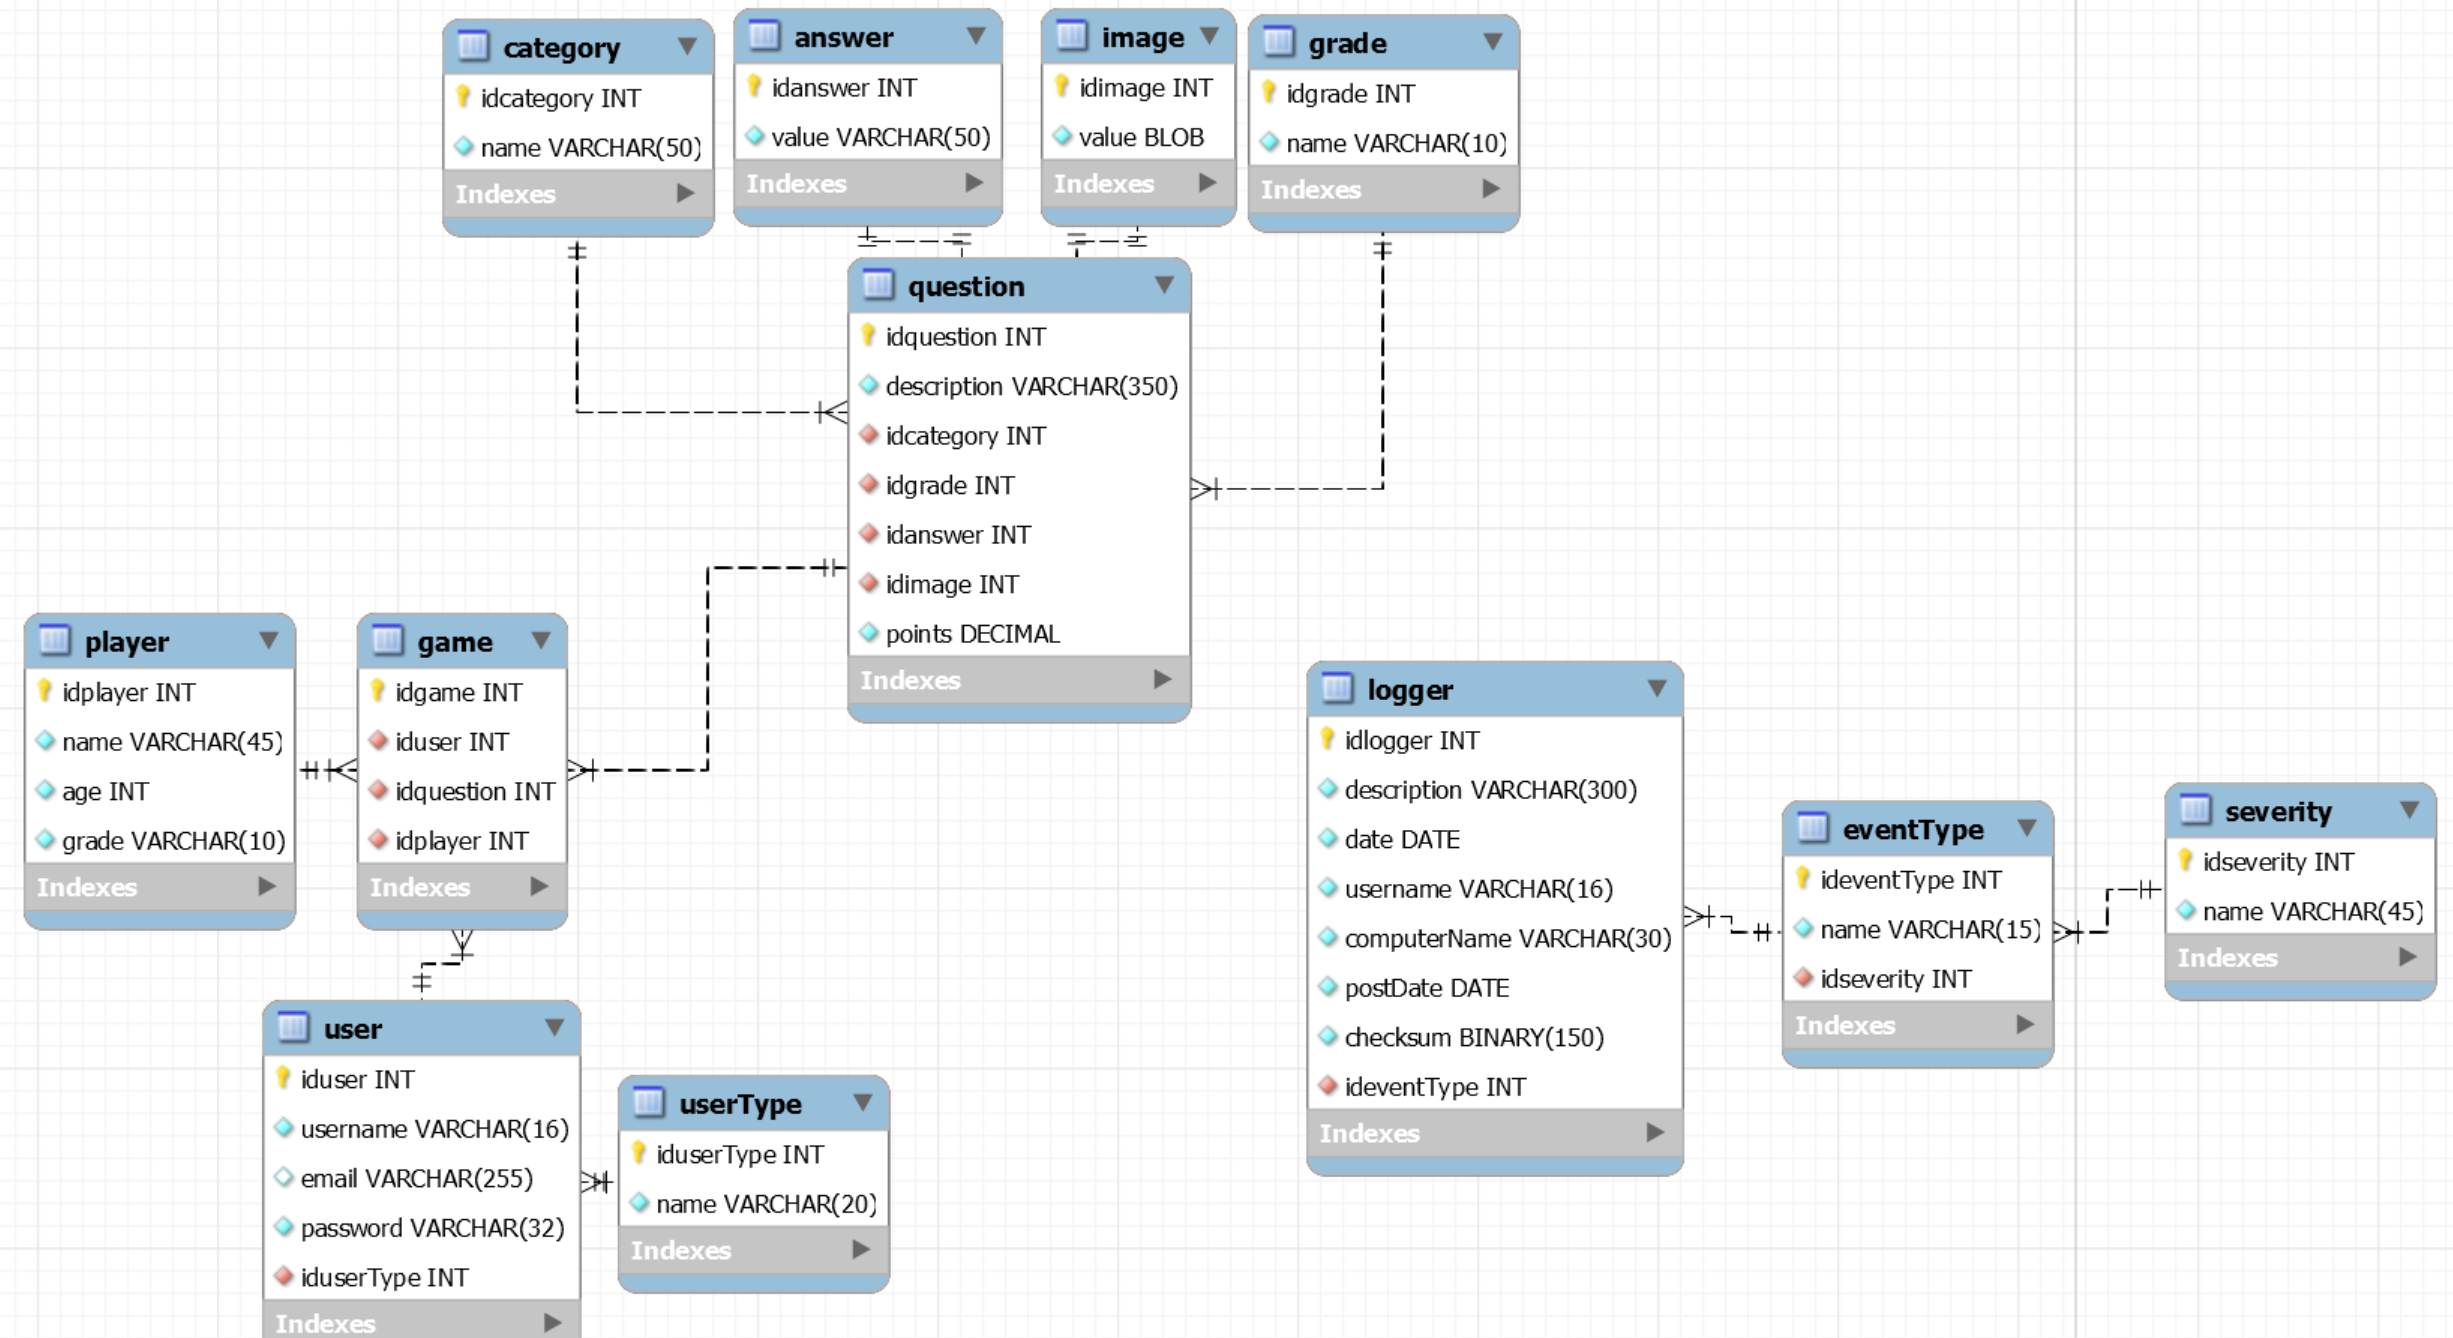 category
idcategory INT
name VARCHAR(50)
Indexes
answer
idanswer INT
value VARCHAR(50)
Indexes
image
idimage INT
value BLOB
Indexes
grade
idgrade INT
name VARCHAR(10)
Indexes
question
idquestion INT
description VARCHAR(350)
idcategory INT
idgrade INT
idanswer INT
idimage INT
points DECIMAL
Indexes
player
idplayer INT
name VARCHAR(45)
age INT
grade VARCHAR(10)
Indexes
game
idgame INT
iduser INT
idquestion INT
idplayer INT
Indexes
logger
idlogger INT
description VARCHAR(300)
date DATE
username VARCHAR(16)
computerName VARCHAR(30)
postDate DATE
checksum BINARY(150)
ideventType INT
Indexes
eventType
ideventType INT
name VARCHAR(15)
idseverity INT
Indexes
severity
idseverity INT
name VARCHAR(45)
Indexes
user
iduser INT
username VARCHAR(16)
email VARCHAR(255)
password VARCHAR(32)
iduserType INT
Indexes
userType
iduserType INT
name VARCHAR(20)
Indexes